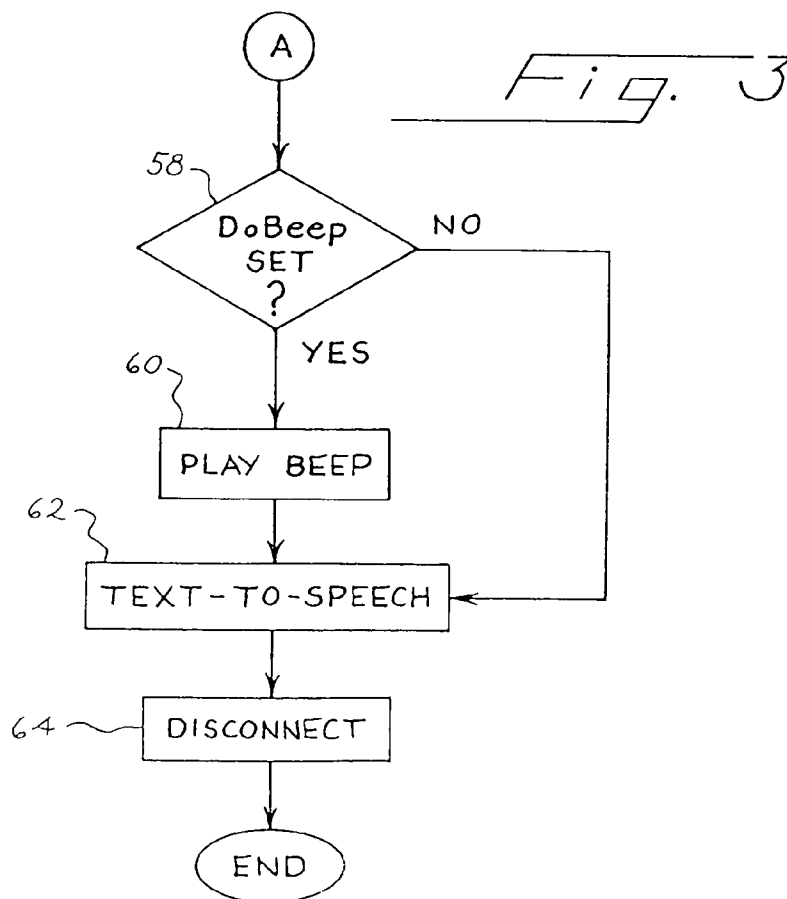 A
Fig. 3
58
DoBeep
SET
?
NO
YES
60
PLAY BEEP
62
TEXT-TO-SPEECH
64
DISCONNECT
END